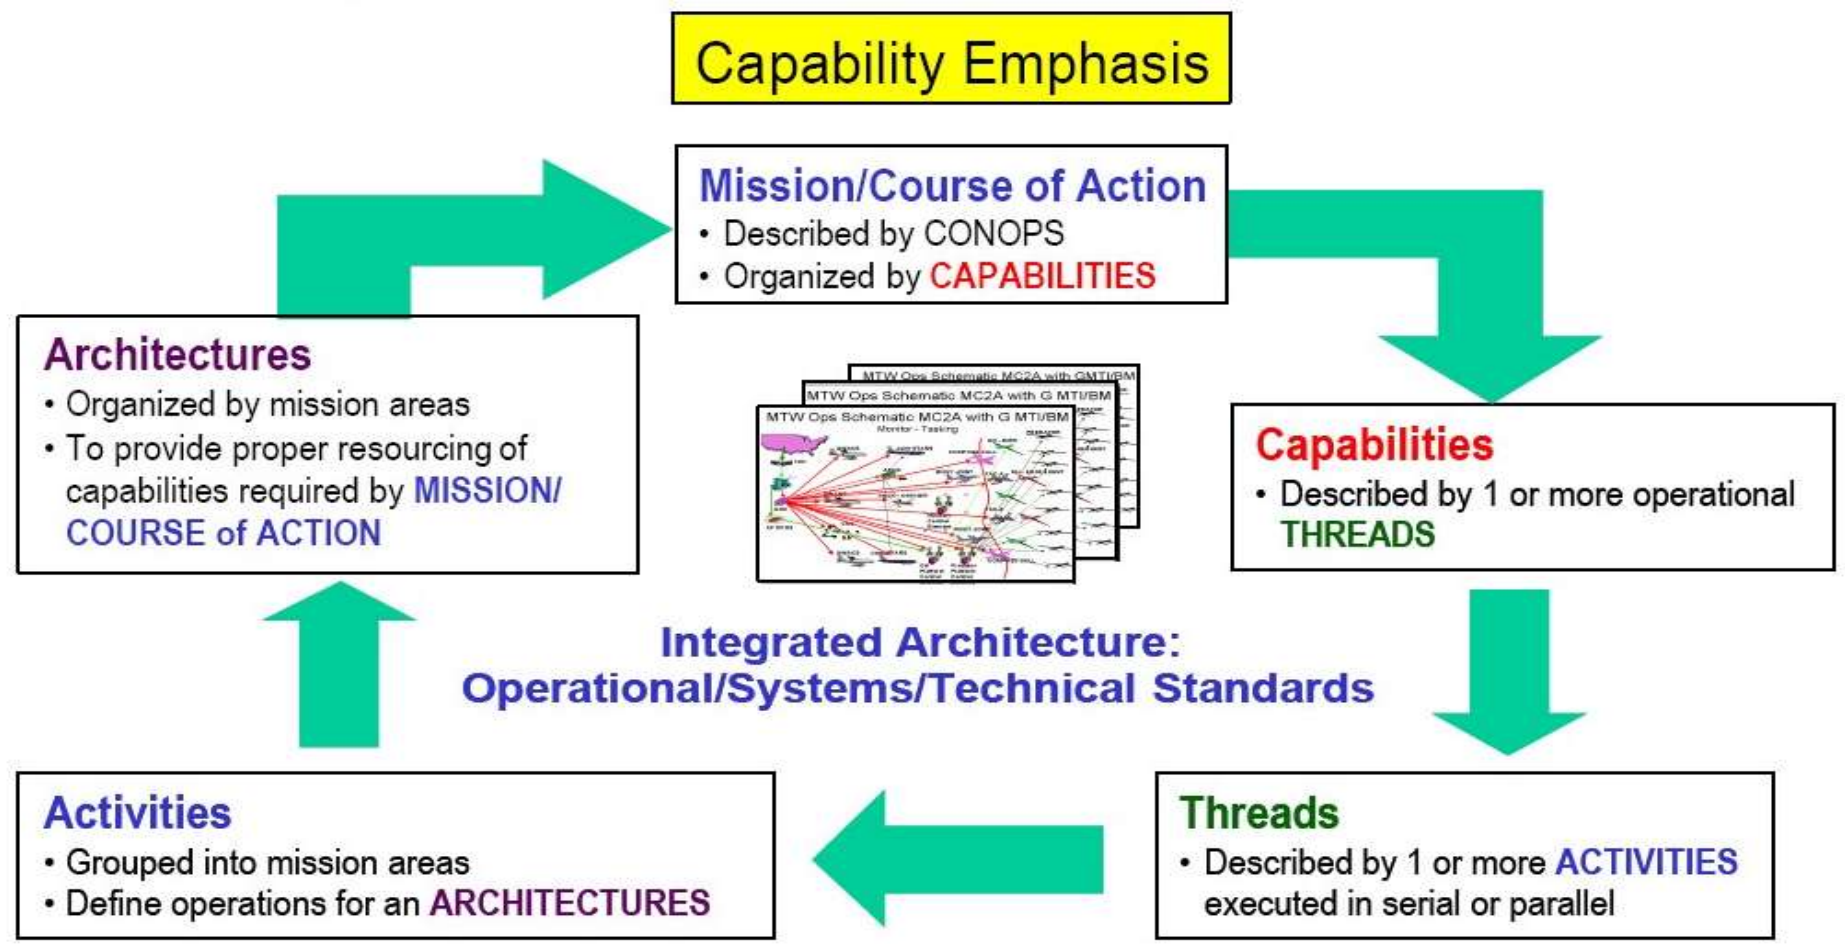 Capability Emphasis
Mission/Course of Action
• Described by CONOPS
• Organized by CAPABILITIES
Architectures
• Organized by mission areas
• To provide proper resourcing of
capabilities required by MISSION/
COURSE of ACTION
MTW Ops Schematic MC2A with GMTI/BM
MTW Ops Schematic MC2A with G MTI/BM
MTW Ops Schematic MC2A with G MTI/BM
Monitor - Tasking
Capabilities
• Described by 1 or more operational
THREADS
Integrated Architecture:
Operational/Systems/Technical Standards
Activities
• Grouped into mission areas
• Define operations for an ARCHITECTURES
Threads
• Described by 1 or more ACTIVITIES
executed in serial or parallel